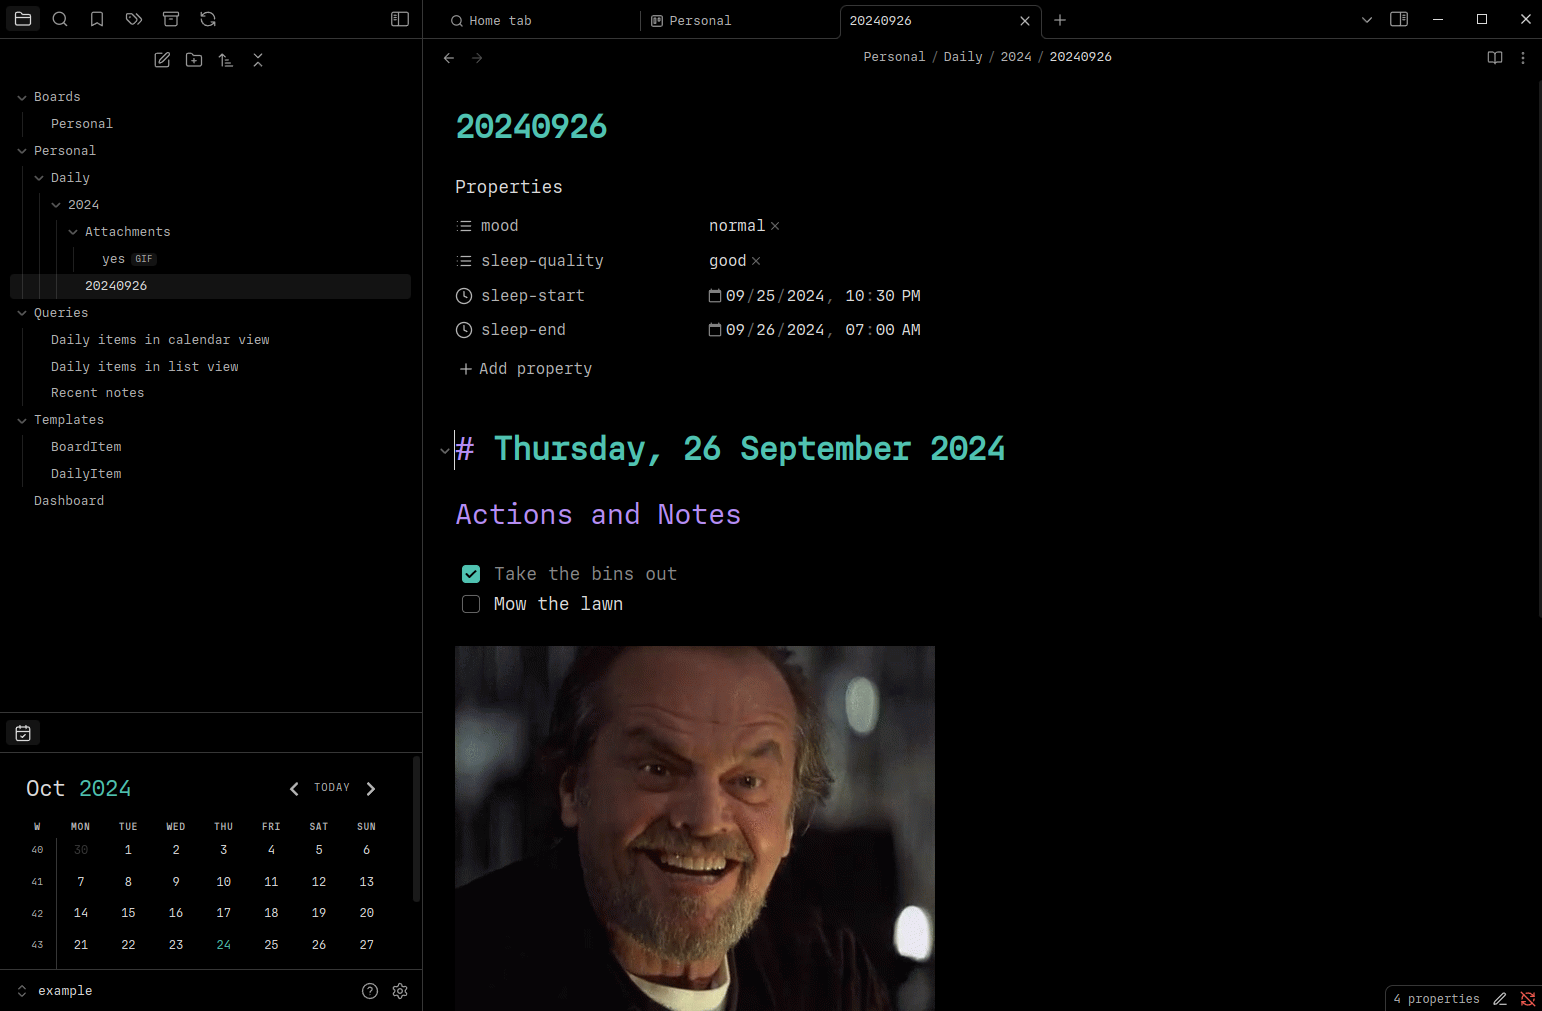 Home tab
Personal
20240926
Personal / Daily / 2024 / 20240926
Boards
Personal
Personal
Daily
2024
Attachments
yes GIF
20240926
Queries
Daily items in calendar view
Daily items in list view
Recent notes
Templates
BoardItem
DailyItem
Dashboard
Oct 2024
TODAY
W MON TUE WED THU FRI SAT SUN
40 30 1 2 3 4 5 6
41 7 8 9 10 11 12 13
42 14 15 16 17 18 19 20
43 21 22 23 24 25 26 27
example
20240926
Properties
mood normal
sleep-quality good
sleep-start 09/25/2024, 10:30 PM
sleep-end 09/26/2024, 07:00 AM
Add property
# Thursday, 26 September 2024
Actions and Notes
Take the bins out
Mow the lawn
4 properties